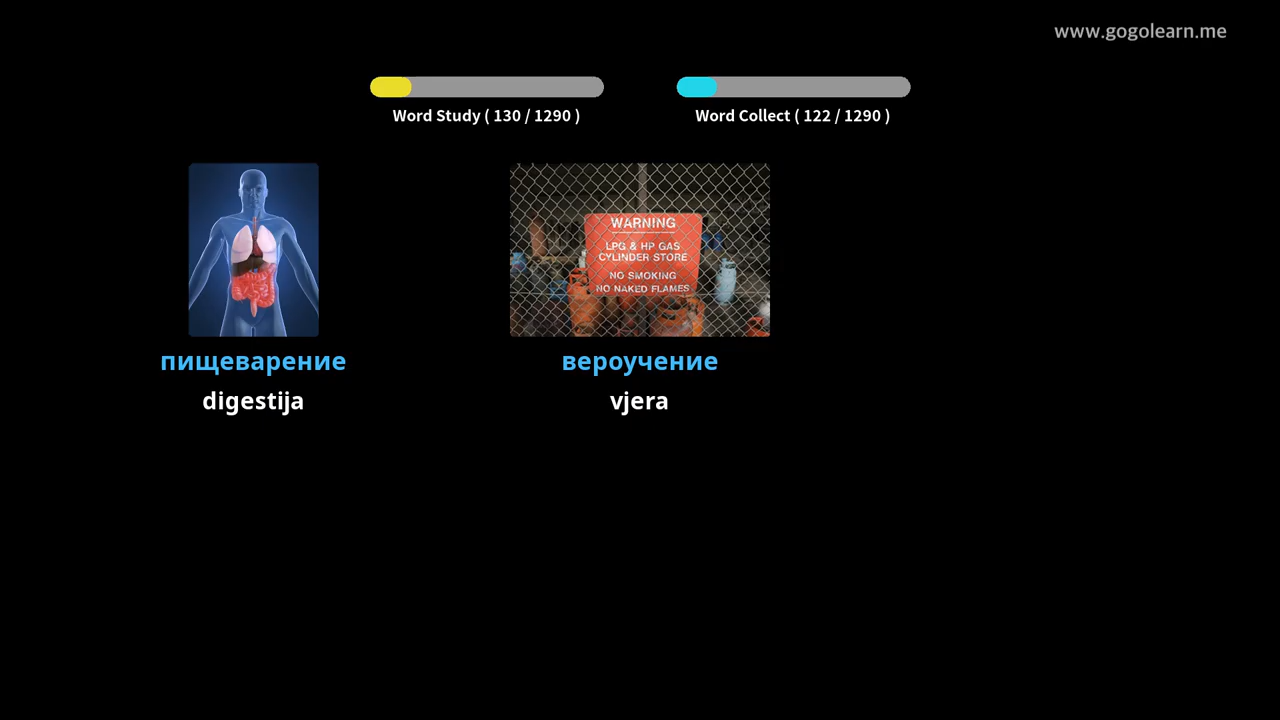 www.gogolearn.me
Word Study ( 130 / 1290 )
Word Collect ( 122 / 1290 )
WARNING
LPG & HP GAS
CYLINDER STORE
NO SMOKING
NO NAKED FLAMES
пищеварение
вероучение
digestija
vjera